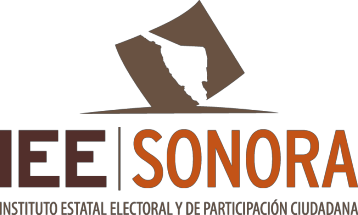 IEE | SONORA
INSTITUTO ESTATAL ELECTORAL Y DE PARTICIPACIÓN CIUDADANA